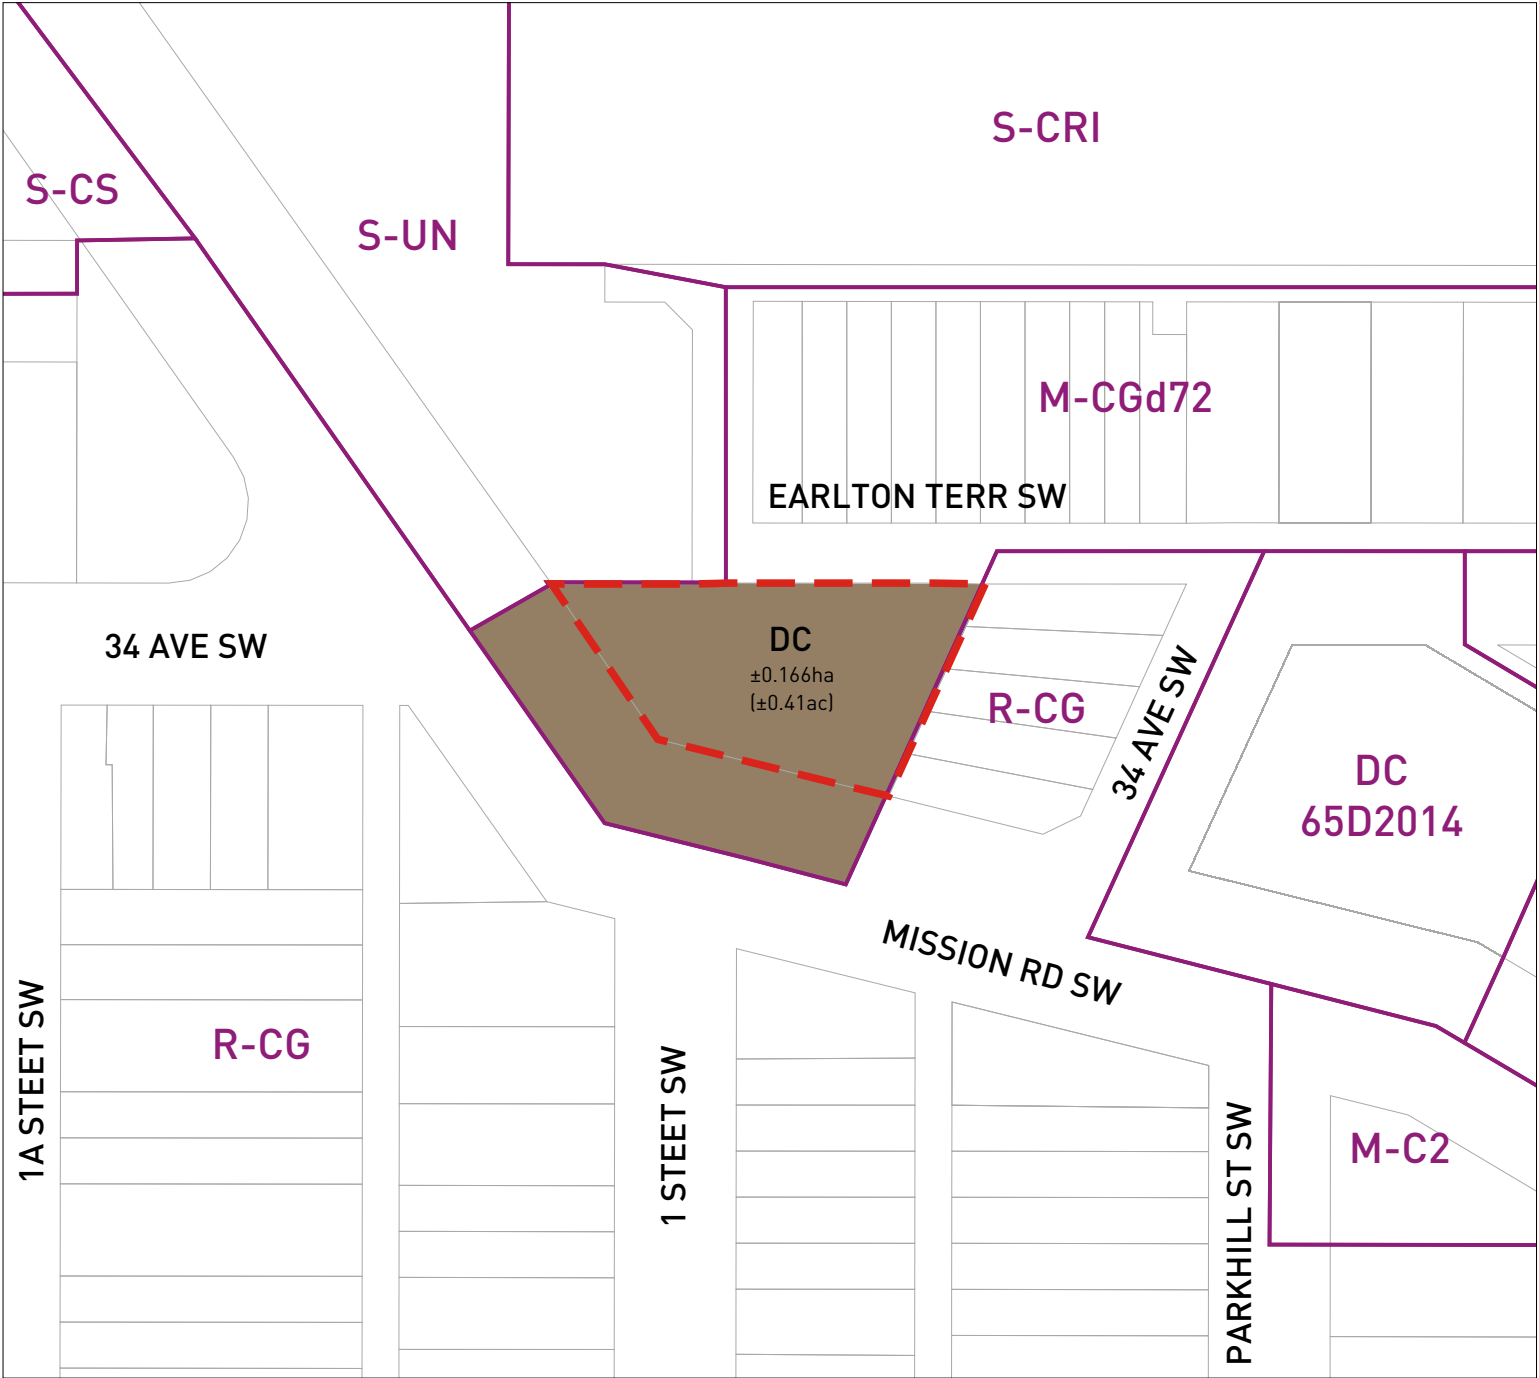 S-CRI
S-CS
S-UN
M-CGd72
EARLTON TERR SW
34 AVE SW
DC
±0.166ha
(±0.41ac)
R-CG
34 AVE SW
DC
65D2014
MISSION RD SW
R-CG
1A STEET SW
1 STEET SW
PARKHILL ST SW
M-C2